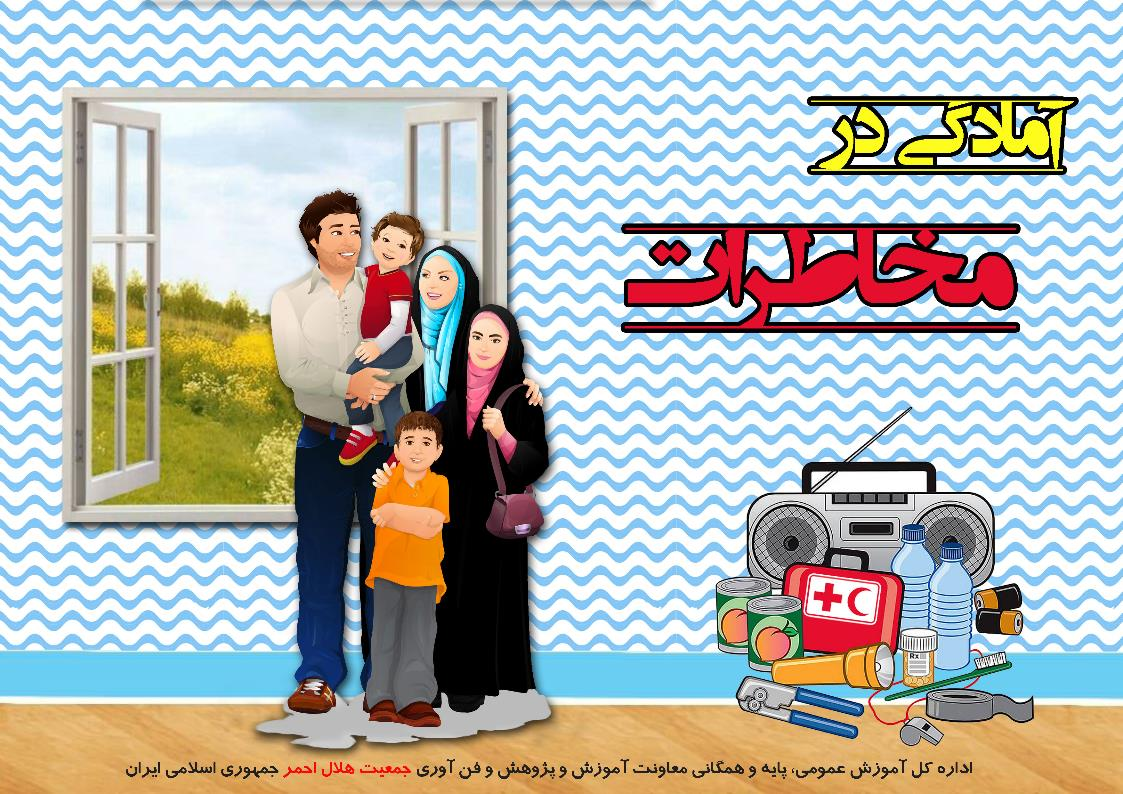 آمادگی در
مخاطرات
Rx
اداره کل آموزش عمومی، پایه و همگانی معاونت آموزش و پژوهش و فن آوری جمعیت هلال احمر جمهوری اسلامی ایران